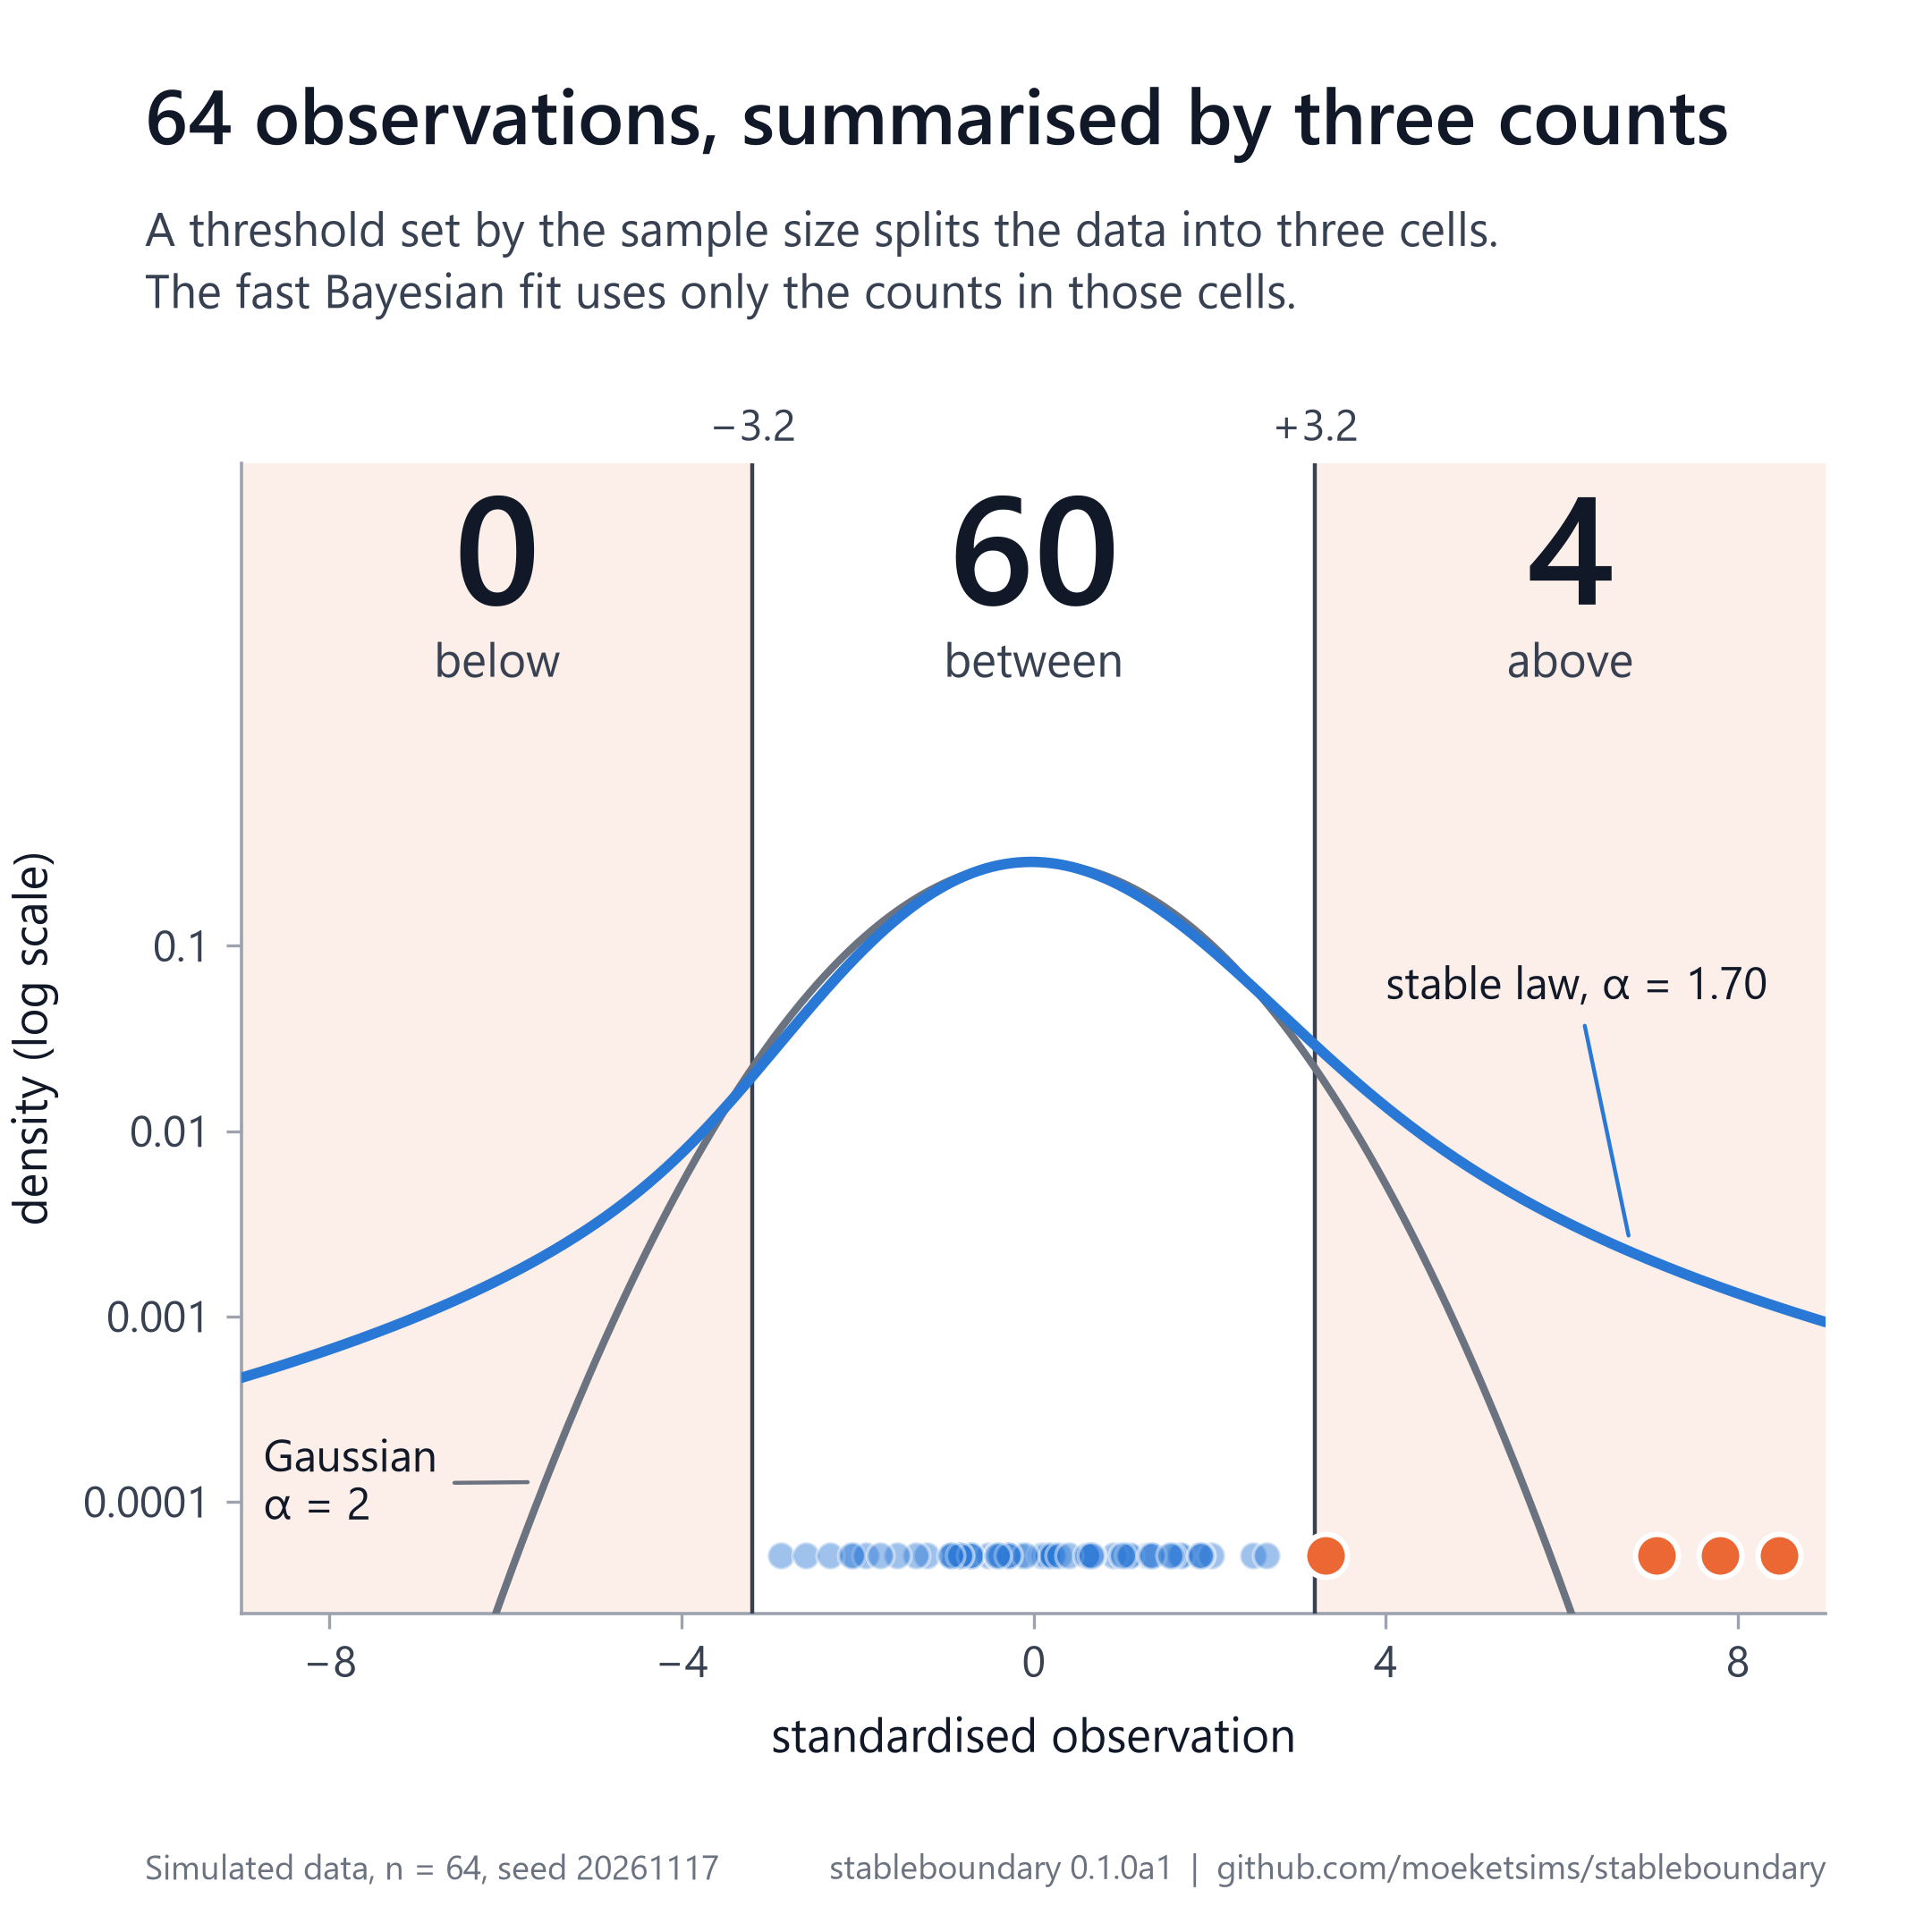 64 observations, summarised by three counts
A threshold set by the sample size splits the data into three cells.
The fast Bayesian fit uses only the counts in those cells.
−3.2
+3.2
0
60
4
below
between
above
density (log scale)
0.1
0.01
0.001
0.0001
stable law, α = 1.70
Gaussian
α = 2
−8
−4
0
4
8
standardised observation
Simulated data, n = 64, seed 20261117
stableboundary 0.1.0a1 | github.com/moeketsims/stableboundary